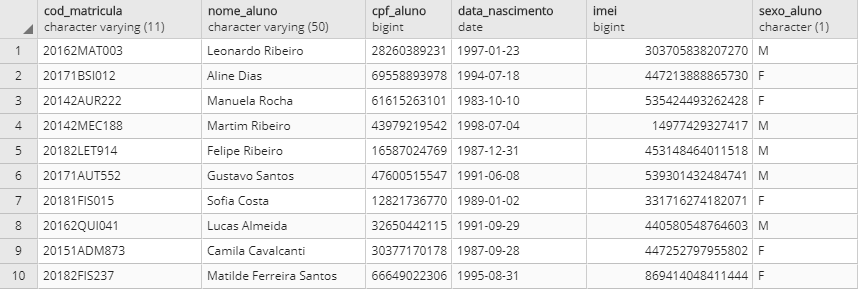 cod_matricula nome_aluno cpf_aluno data_nascimento imei sexo_aluno
character varying (11) character varying (50) bigint date bigint character (1)
1 20162MAT003 Leonardo Ribeiro 28260389231 1997-01-23 303705838207270 M
2 20171BSI012 Aline Dias 69558893978 1994-07-18 447213888865730 F
3 20142AUR222 Manuela Rocha 61615263101 1983-10-10 535424493262428 F
4 20142MEC188 Martim Ribeiro 43979219542 1998-07-04 14977429327417 M
5 20182LET914 Felipe Ribeiro 16587024769 1987-12-31 453148464011518 M
6 20171AUT552 Gustavo Santos 47600515547 1991-06-08 539301432484741 M
7 20181FIS015 Sofia Costa 12821736770 1989-01-02 331716274182071 F
8 20162QUI041 Lucas Almeida 32650442115 1991-09-29 440580548764603 M
9 20151ADM873 Camila Cavalcanti 30377170178 1987-09-28 447252797955802 F
10 20182FIS237 Matilde Ferreira Santos 66649022306 1995-08-31 869414048411444 F